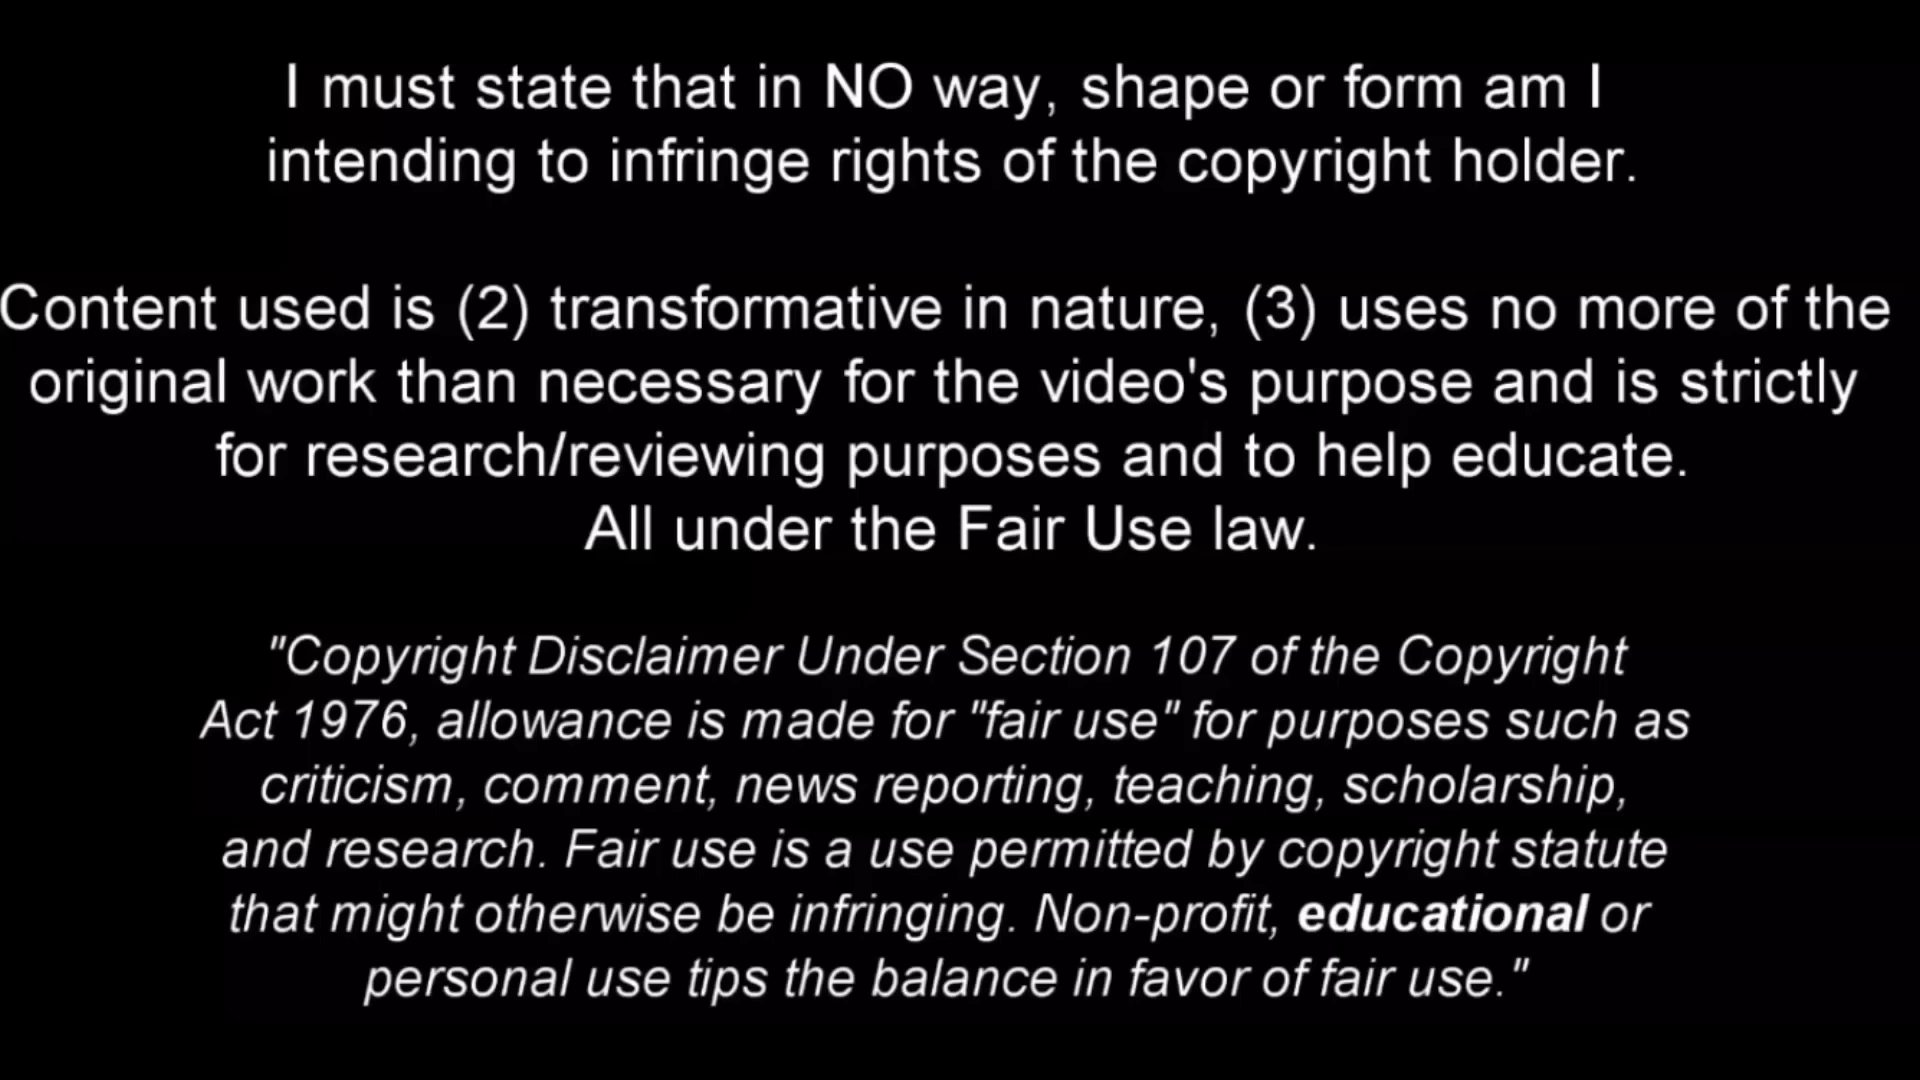 I must state that in NO way, shape or form am I
intending to infringe rights of the copyright holder.
Content used is (2) transformative in nature, (3) uses no more of the
original work than necessary for the video's purpose and is strictly
for research/reviewing purposes and to help educate.
All under the Fair Use law.
"Copyright Disclaimer Under Section 107 of the Copyright
Act 1976, allowance is made for "fair use" for purposes such as
criticism, comment, news reporting, teaching, scholarship,
and research. Fair use is a use permitted by copyright statute
that might otherwise be infringing. Non-profit, educational or
personal use tips the balance in favor of fair use."